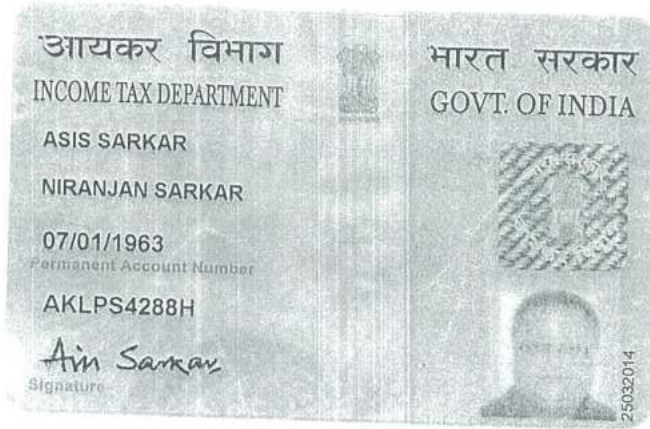 आयकर विभाग
INCOME TAX DEPARTMENT
भारत सरकार
GOVT. OF INDIA
ASIS SARKAR
NIRANJAN SARKAR
07/01/1963
Permanent Account Number
AKLPS4288H
Signature
25032014